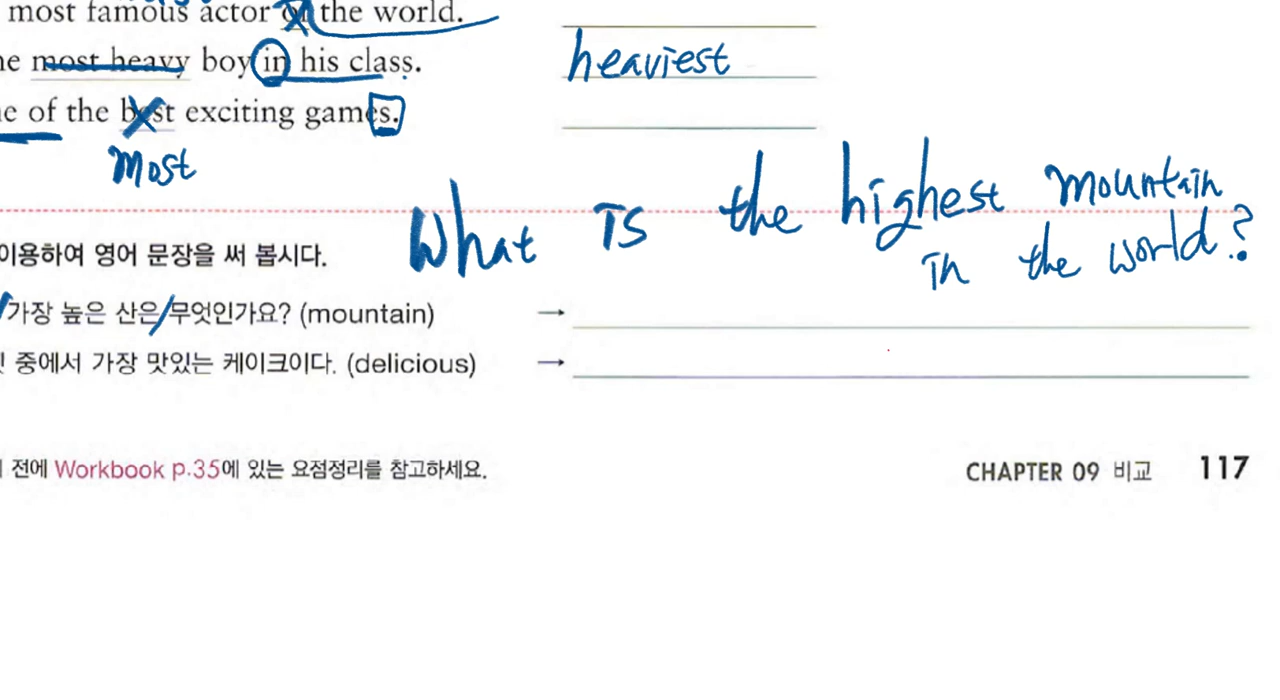 most famous actor the world.
most heavy boy in his class.
heaviest
of the best exciting games.
most
What is the highest mountain
in the world?
이용하여 영어 문장을 써 봅시다.
가장 높은 산은/무엇인가요? (mountain) →
중에서 가장 맛있는 케이크이다. (delicious) →
전에 Workbook p.35에 있는 요점정리를 참고하세요.
CHAPTER 09 비교 117